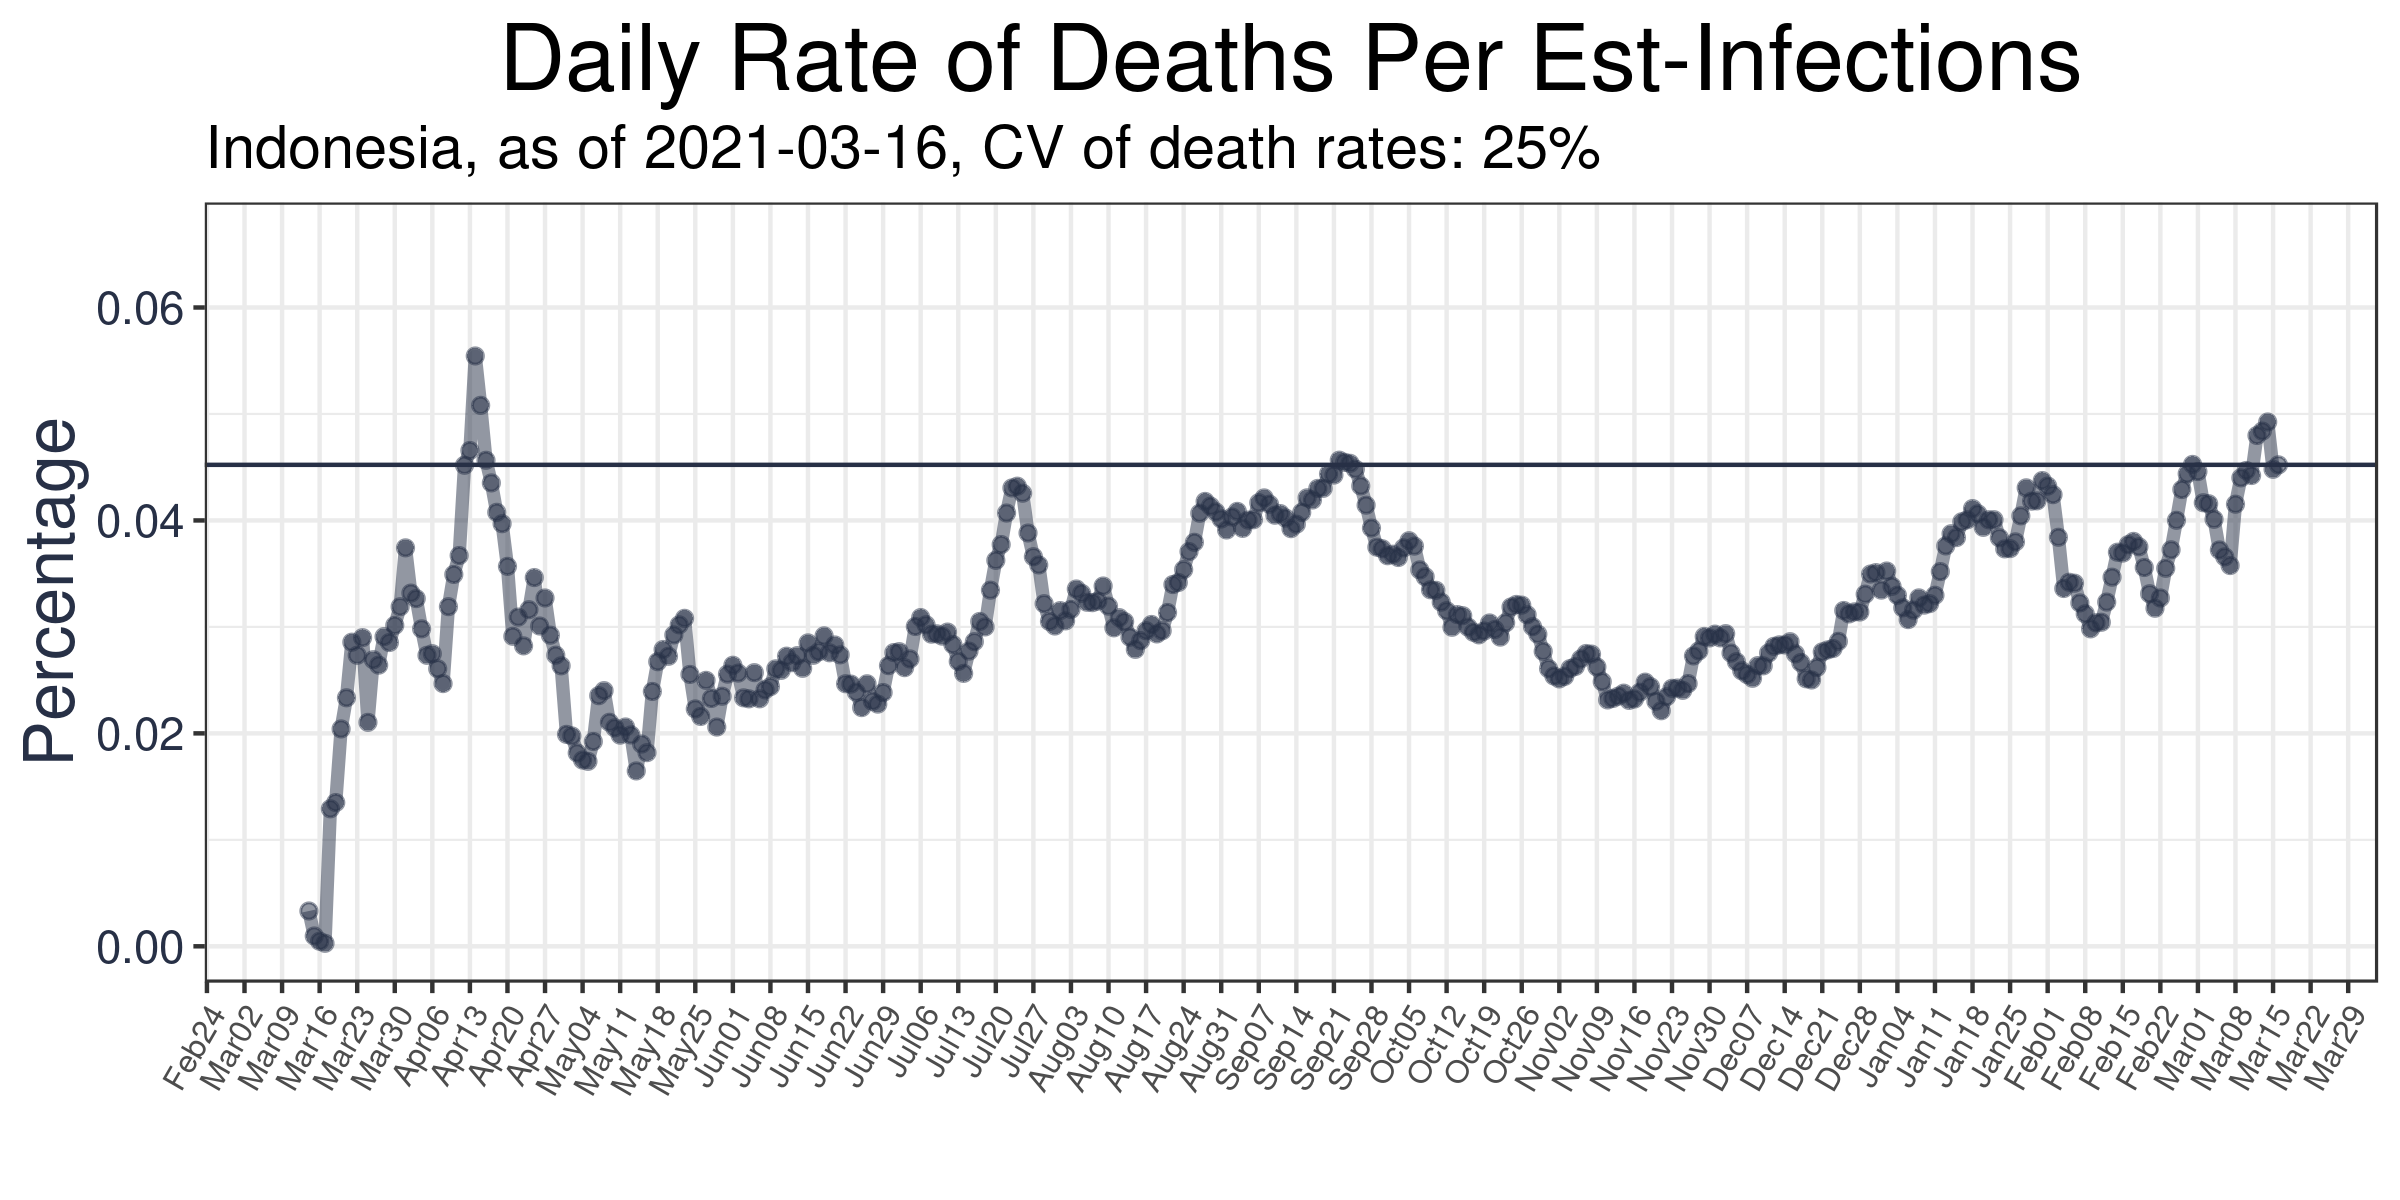 Daily Rate of Deaths Per Est-Infections
Indonesia, as of 2021-03-16, CV of death rates: 25%
Percentage
0.06
0.04
0.02
0.00
Feb24
Mar02
Mar09
Mar16
Mar23
Mar30
Apr06
Apr13
Apr20
Apr27
May04
May11
May18
May25
Jun01
Jun08
Jun15
Jun22
Jun29
Jul06
Jul13
Jul20
Jul27
Aug03
Aug10
Aug17
Aug24
Aug31
Sep07
Sep14
Sep21
Sep28
Oct05
Oct12
Oct19
Oct26
Nov02
Nov09
Nov16
Nov23
Nov30
Dec07
Dec14
Dec21
Dec28
Jan04
Jan11
Jan18
Jan25
Feb01
Feb08
Feb15
Feb22
Mar01
Mar08
Mar15
Mar22
Mar29